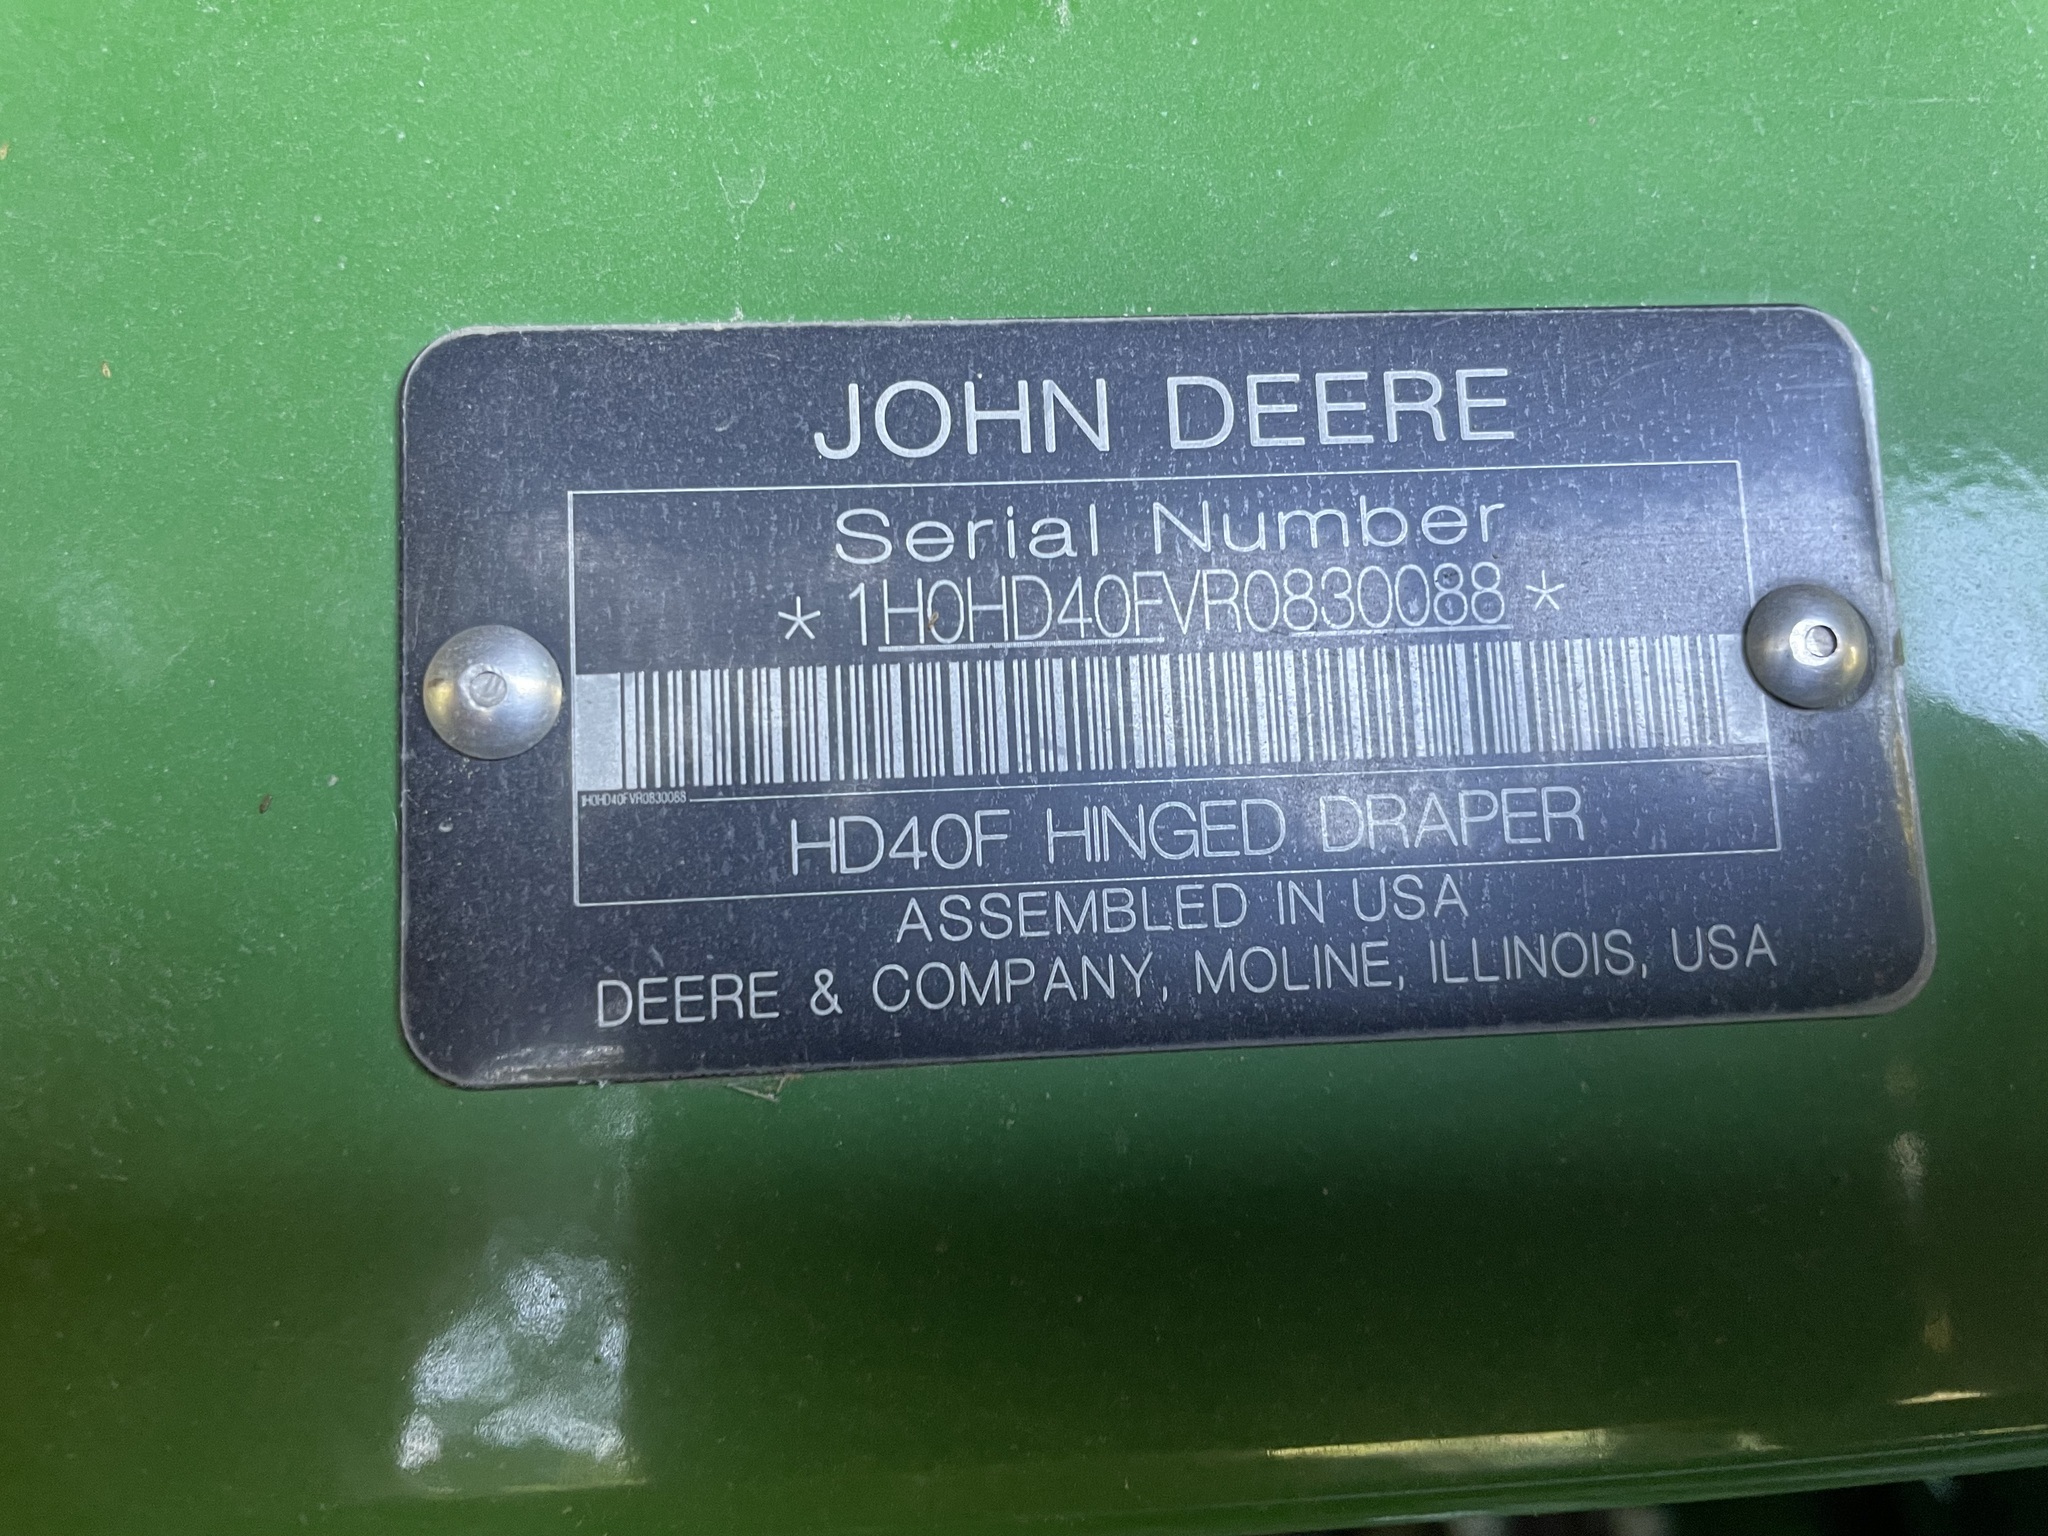 JOHN DEERE
Serial Number
* 1H0HD40FVR0830088 *
1H0HD40FVR0830088
HD40F HINGED DRAPER
ASSEMBLED IN USA
DEERE & COMPANY, MOLINE, ILLINOIS, USA